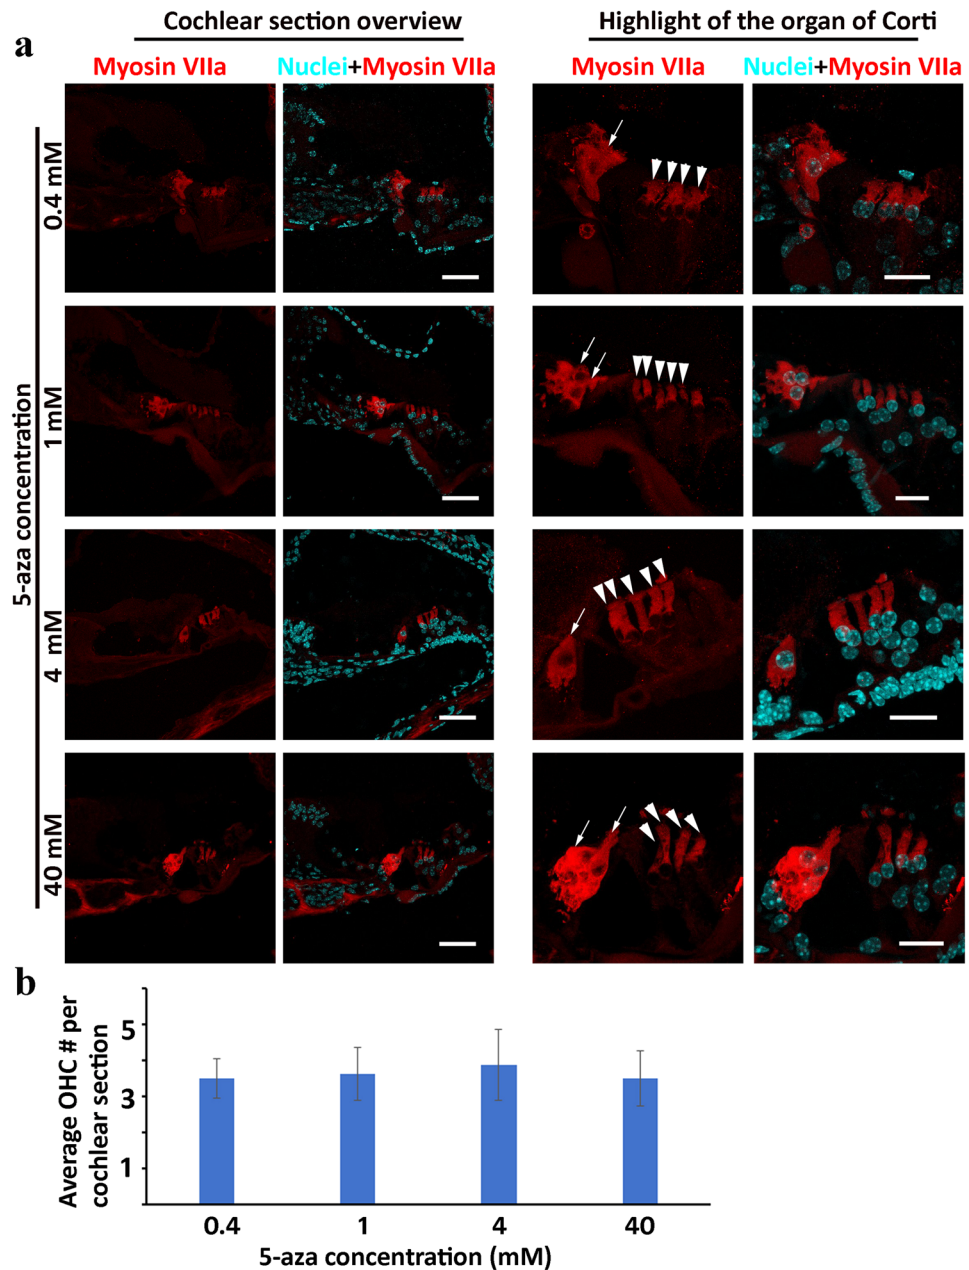 a
Cochlear section overview
Highlight of the organ of Corti
Myosin VIIa
Nuclei+Myosin VIIa
Myosin VIIa
Nuclei+Myosin VIIa
5-aza concentration
0.4 mM
1mM
4 mM
40 mM
b
Average OHC # per
cochlear section
5
3
1
0.4 1 4 40
5-aza concentration (mM)